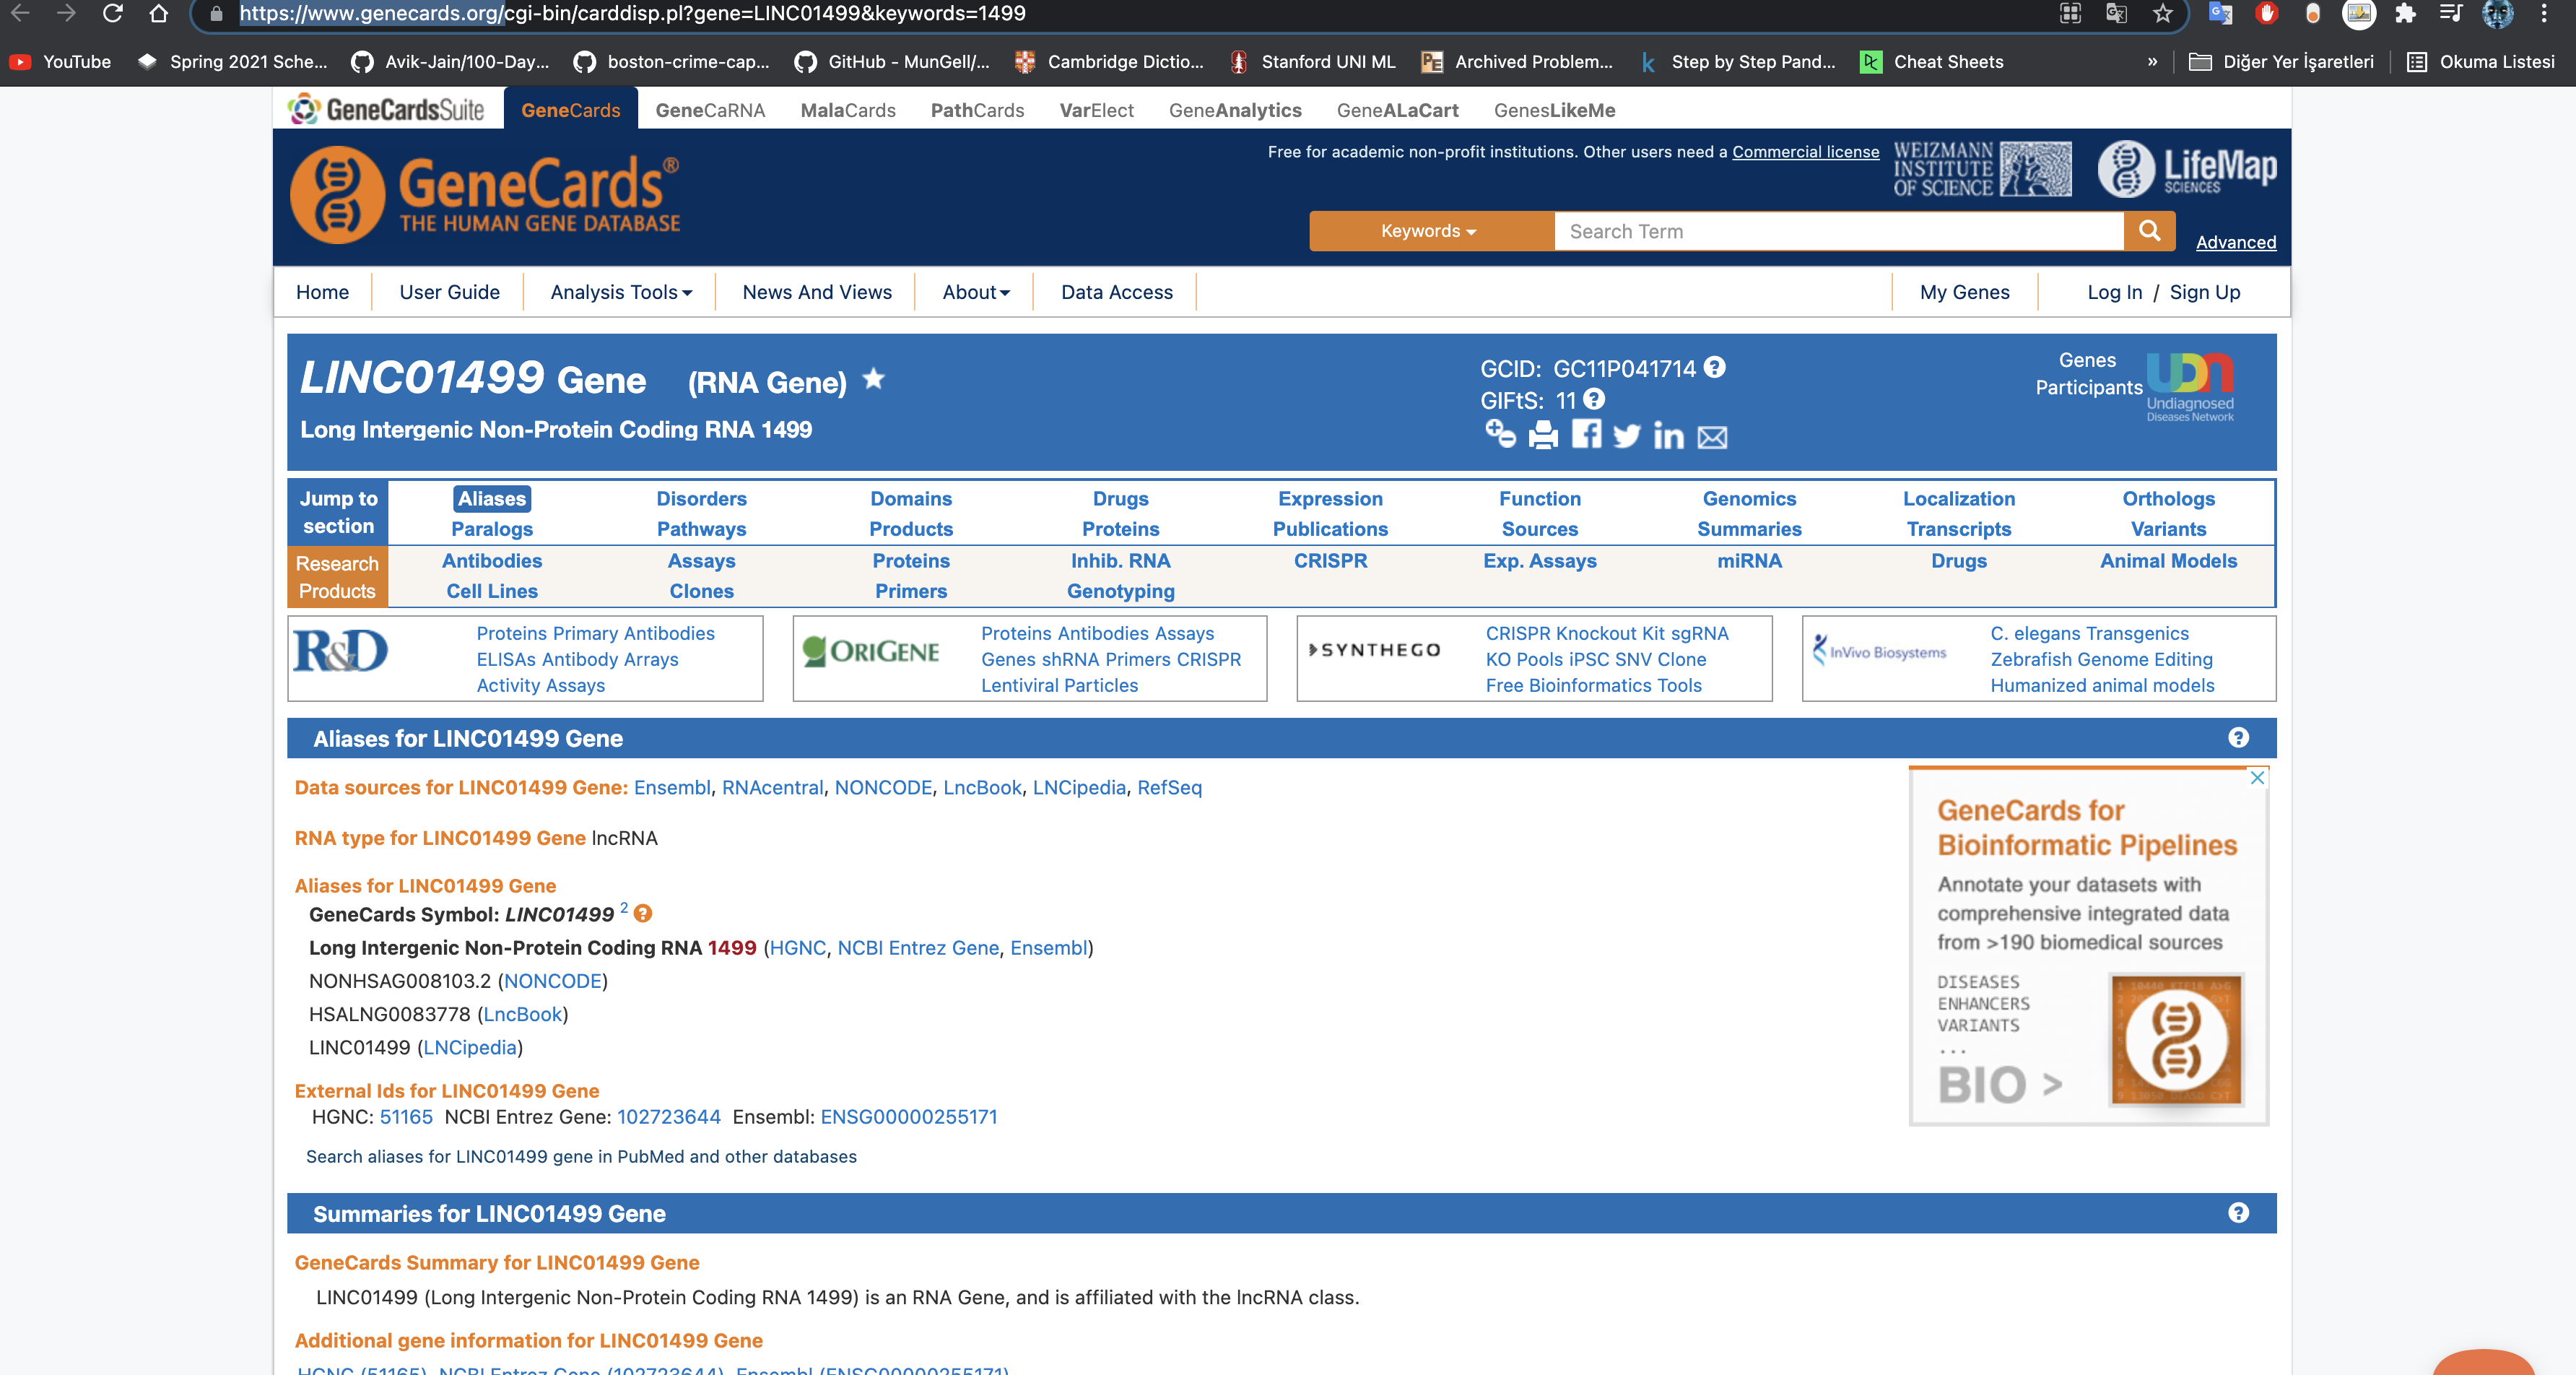 https://www.genecards.org/cgi-bin/carddisp.pl?gene=LINC01499&keywords=1499
YouTube Spring 2021 Sche... Avik-Jain/100-Day... boston-crime-cap... GitHub - MunGell/... Cambridge Dictio... Stanford UNI ML PE Archived Problem... k Step by Step Pand... Cheat Sheets » Diğer Yer İşaretleri Okuma Listesi
GeneCardsSuite GeneCards GeneCaRNA MalaCards PathCards VarElect GeneAnalytics GeneALaCart GenesLikeMe
Free for academic non-profit institutions. Other users need a Commercial license
WEIZMANN
INSTITUTE
OF SCIENCE
LifeMap
SCIENCES
GeneCards®
THE HUMAN GENE DATABASE
Keywords Search Term Advanced
Home User Guide Analysis Tools News And Views About Data Access My Genes Log In / Sign Up
LINC01499 Gene (RNA Gene)
Long Intergenic Non-Protein Coding RNA 1499
GCID: GC11P041714 ?
GIFtS: 11 ?
Genes
Participants
UDN
Undiagnosed
Diseases Network
Jump to
section
Aliases Disorders Domains Drugs Expression Function Genomics Localization Orthologs
Paralogs Pathways Products Proteins Publications Sources Summaries Transcripts Variants
Research
Products
Antibodies Assays Proteins Inhib. RNA CRISPR Exp. Assays miRNA Drugs Animal Models
Cell Lines Clones Primers Genotyping
R&D
Proteins Primary Antibodies
ELISAs Antibody Arrays
Activity Assays
ORIGENE
Proteins Antibodies Assays
Genes shRNA Primers CRISPR
Lentiviral Particles
SYNTHEGO
CRISPR Knockout Kit sgRNA
KO Pools iPSC SNV Clone
Free Bioinformatics Tools
InVivo Biosystems
C. elegans Transgenics
Zebrafish Genome Editing
Humanized animal models
Aliases for LINC01499 Gene ?
Data sources for LINC01499 Gene: Ensembl, RNAcentral, NONCODE, LncBook, LNCipedia, RefSeq
RNA type for LINC01499 Gene lncRNA
Aliases for LINC01499 Gene
GeneCards Symbol: LINC01499 2 ?
Long Intergenic Non-Protein Coding RNA 1499 (HGNC, NCBI Entrez Gene, Ensembl)
NONHSAG008103.2 (NONCODE)
HSALNG0083778 (LncBook)
LINC01499 (LNCipedia)
External Ids for LINC01499 Gene
HGNC: 51165 NCBI Entrez Gene: 102723644 Ensembl: ENSG00000255171
Search aliases for LINC01499 gene in PubMed and other databases
GeneCards for
Bioinformatic Pipelines
Annotate your datasets with
comprehensive integrated data
from >190 biomedical sources
DISEASES
ENHANCERS
VARIANTS
...
BIO >
Summaries for LINC01499 Gene ?
GeneCards Summary for LINC01499 Gene
LINC01499 (Long Intergenic Non-Protein Coding RNA 1499) is an RNA Gene, and is affiliated with the lncRNA class.
Additional gene information for LINC01499 Gene
HGNC (51165) NCBI Entrez Gene (102723644) Ensembl (ENSG00000255171)